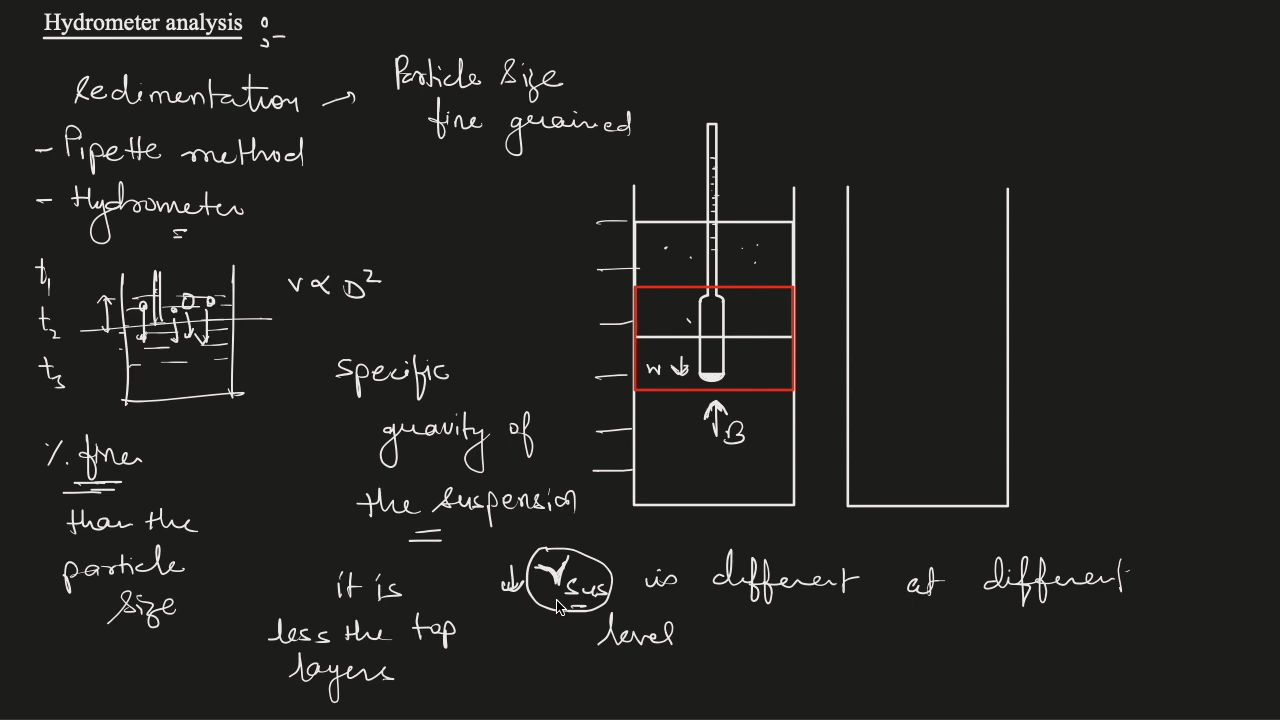 Hydrometer analysis :-
Sedimentation → Particle Size
fine grained
- Pipette method
- Hydrometer
t1
t2
t3
v ∝ D²
% finer
than the
particle
size
specific
gravity of
the suspension
it is
less the top
layers
W ↓
↑ B
↓ γsus is different at different
level